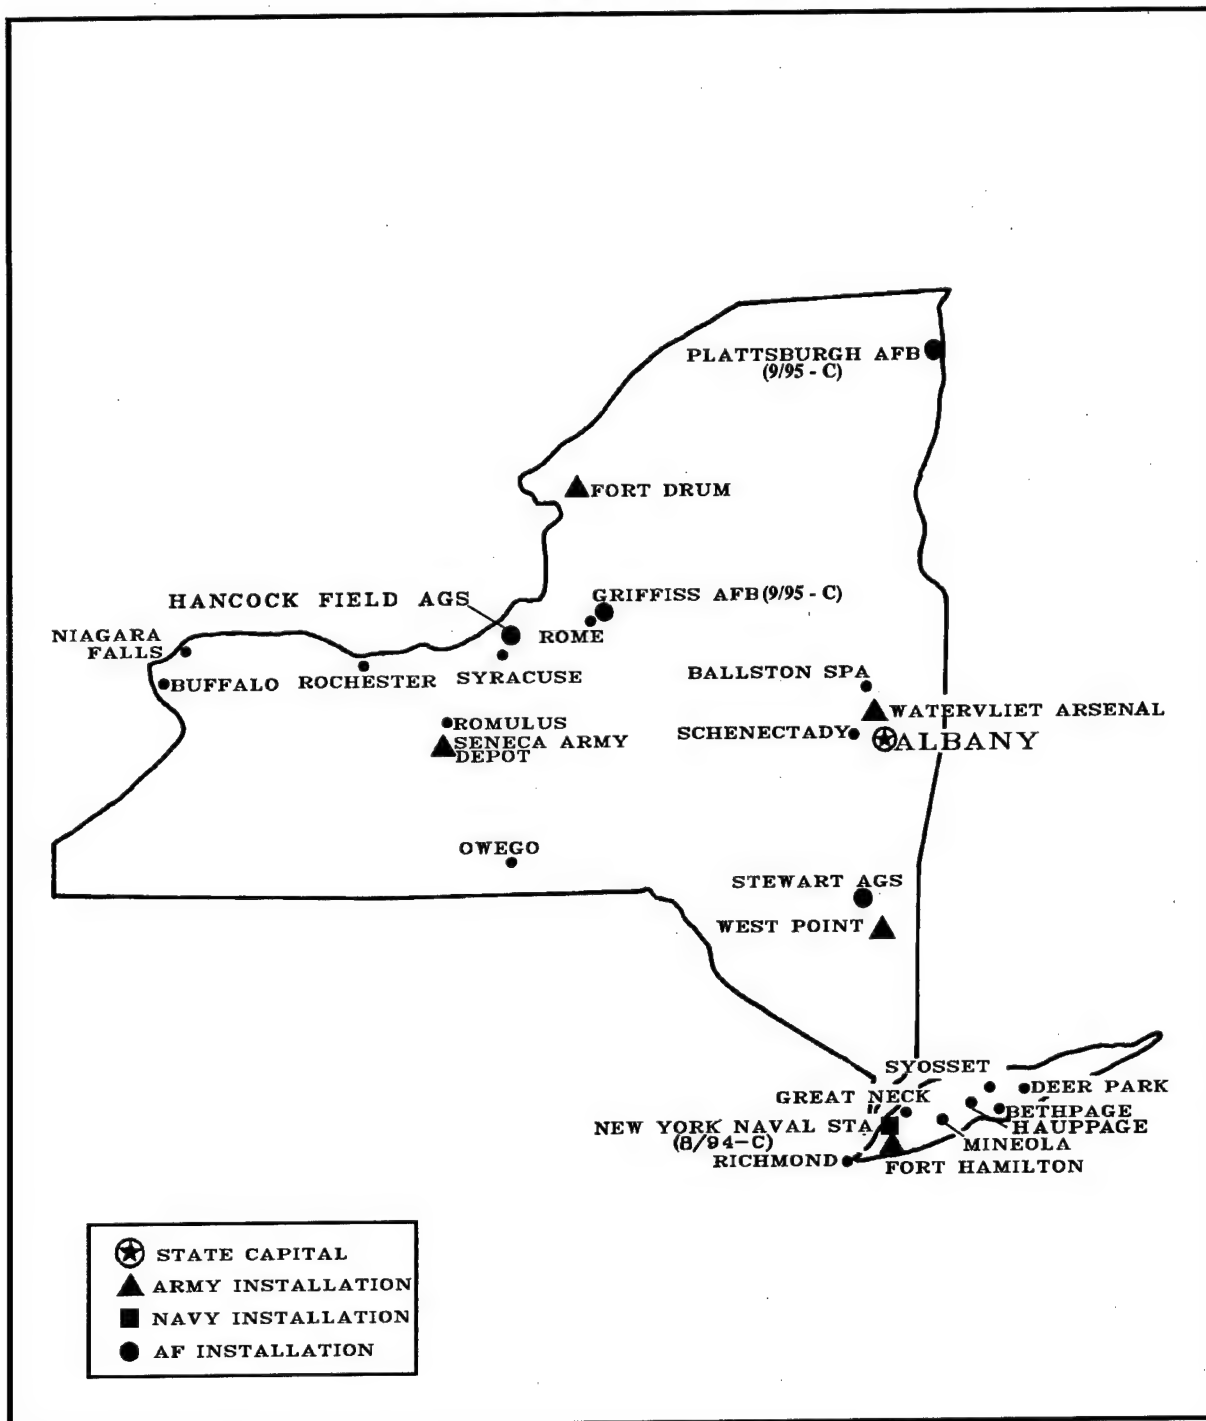 PLATTSBURGH AFB
(9/95 - C)
FORT DRUM
GRIFFISS AFB (9/95 - C)
HANCOCK FIELD AGS
ROME
NIAGARA
FALLS
BUFFALO
ROCHESTER
SYRACUSE
BALLSTON SPA
WATERVLIET ARSENAL
ROMULUS
SCHENECTADY
ALBANY
SENECA ARMY
DEPOT
OWEGO
STEWART AGS
WEST POINT
SYOSSET
DEER PARK
GREAT NECK
BETHPAGE
NEW YORK NAVAL STA
(8/94-C)
HAUPPAGE
MINEOLA
RICHMOND
FORT HAMILTON
STATE CAPITAL
ARMY INSTALLATION
NAVY INSTALLATION
AF INSTALLATION